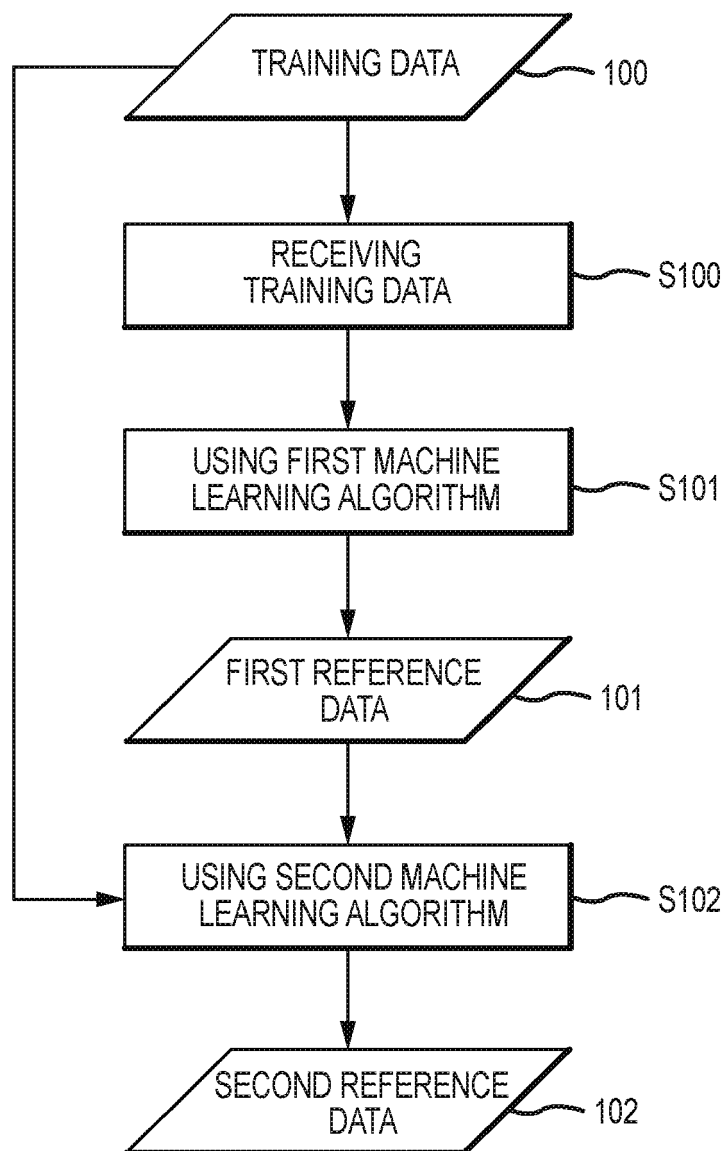 TRAINING DATA
100
RECEIVING
TRAINING DATA
S100
USING FIRST MACHINE
LEARNING ALGORITHM
S101
FIRST REFERENCE
DATA
101
USING SECOND MACHINE
LEARNING ALGORITHM
S102
SECOND REFERENCE
DATA
102